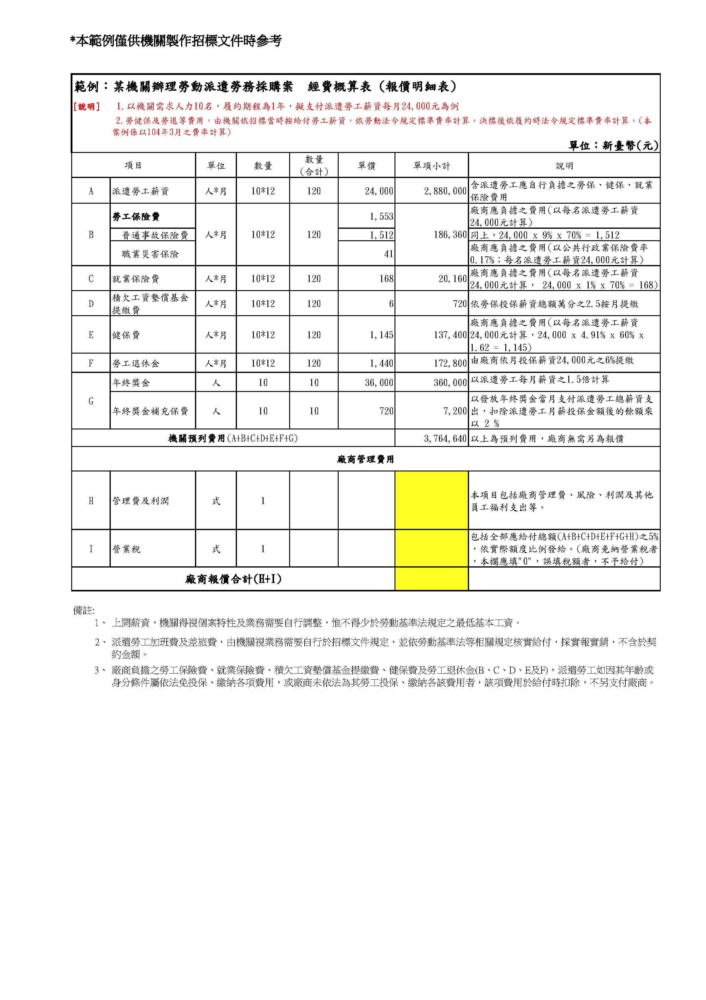 *本範例僅供機關製作招標文件時參考
範例：某機關辦理勞動派遣勞務採購案　經費概算表（報價明細表）
[說明]　1.以機關需求人力10名，履約期程為1年，擬支付派遣勞工薪資每月24,000元為例
2.勞健保及勞退等費用，由機關依招標當時按給付勞工薪資，依勞動法令規定標準費率計算。決標後依履約時法令規定標準費率計算。(本
案例係以104年3月之費率計算)
單位：新臺幣(元)
項目 單位 數量 數量
(合計) 單價 單項小計 說明
A 派遣勞工薪資 人*月 10*12 120 24,000 2,880,000 含派遣勞工應自行負擔之勞保、健保、就業
保險費用
B 勞工保險費 人*月 10*12 120 1,553 186,360 廠商應負擔之費用(以每名派遣勞工薪資
24,000元計算)
普通事故保險費 1,512 同上，24,000 x 9% x 70% = 1,512
職業災害保險 41 廠商應負擔之費用(以公共行政業保險費率
0.17%；每名派遣勞工薪資24,000元計算)
C 就業保險費 人*月 10*12 120 168 20,160 廠商應負擔之費用(以每名派遣勞工薪資
24,000元計算， 24,000 x 1% x 70% = 168)
D 積欠工資墊償基金
提繳費 人*月 10*12 120 6 720 依勞保投保薪資總額萬分之2.5按月提繳
E 健保費 人*月 10*12 120 1,145 137,400 廠商應負擔之費用(以每名派遣勞工薪資
24,000元計算，24,000 x 4.91% x 60% x
1.62 = 1,145)
F 勞工退休金 人*月 10*12 120 1,440 172,800 由廠商依月投保薪資24,000元之6%提繳
G 年終獎金 人 10 10 36,000 360,000 以派遣勞工每月薪資之1.5倍計算
年終獎金補充保費 人 10 10 720 7,200 以發放年終獎金當月支付派遣勞工總薪資支
出，扣除派遣勞工月薪投保金額後的餘額乘
以 2 %
機關預列費用(A+B+C+D+E+F+G) 3,764,640 以上為預列費用，廠商無需另為報價
廠商管理費用
H 管理費及利潤 式 1 本項目包括廠商管理費、風險、利潤及其他
員工福利支出等。
I 營業稅 式 1 包括全部應給付總額(A+B+C+D+E+F+G+H)之5%
，依實際額度比例發給。(廠商免納營業稅者
，本欄應填"0"，誤填稅額者，不予給付)
廠商報價合計(H+I)
備註:
1、 上開薪資，機關得視個案特性及業務需要自行調整，惟不得少於勞動基準法規定之最低基本工資。
2、 派遣勞工加班費及差旅費，由機關視業務需要自行於招標文件規定，並依勞動基準法等相關規定核實給付，採實報實銷，不含於契
約金額。
3、 廠商負擔之勞工保險費、就業保險費、積欠工資墊償基金提繳費、健保費及勞工退休金(B、C、D、E及F)，派遣勞工如因其年齡或
身分條件屬依法免投保、繳納各項費用，或廠商未依法為其勞工投保、繳納各該費用者，該項費用於給付時扣除，不另支付廠商。